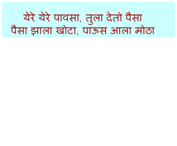 येरे येरे पावसा, तुला देतो पैसा
पैसा झाला खोटा, पाऊस आला मोठा